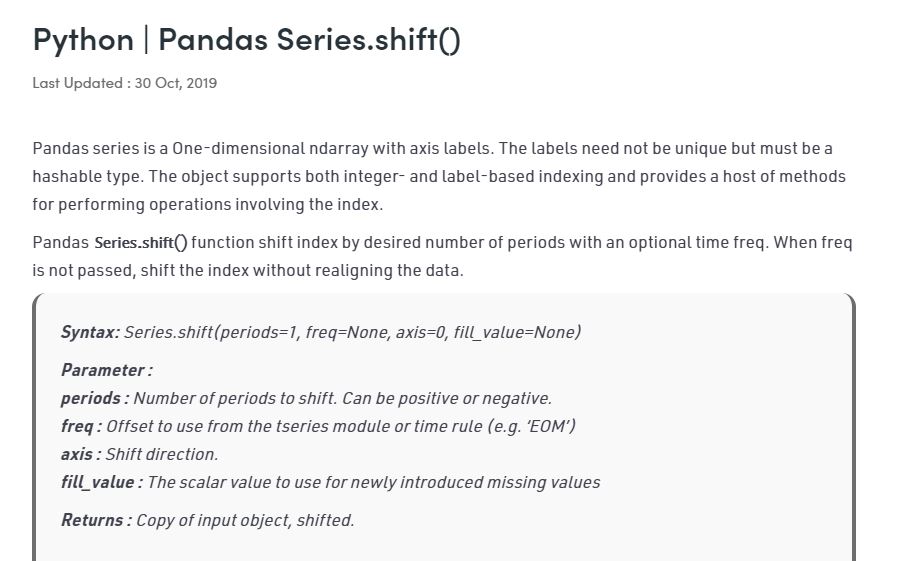 Python | Pandas Series.shift()
Last Updated : 30 Oct, 2019
Pandas series is a One-dimensional ndarray with axis labels. The labels need not be unique but must be a
hashable type. The object supports both integer- and label-based indexing and provides a host of methods
for performing operations involving the index.
Pandas Series.shift() function shift index by desired number of periods with an optional time freq. When freq
is not passed, shift the index without realigning the data.
Syntax: Series.shift(periods=1, freq=None, axis=0, fill_value=None)
Parameter :
periods : Number of periods to shift. Can be positive or negative.
freq : Offset to use from the tseries module or time rule (e.g. ‘EOM’)
axis : Shift direction.
fill_value : The scalar value to use for newly introduced missing values
Returns : Copy of input object, shifted.